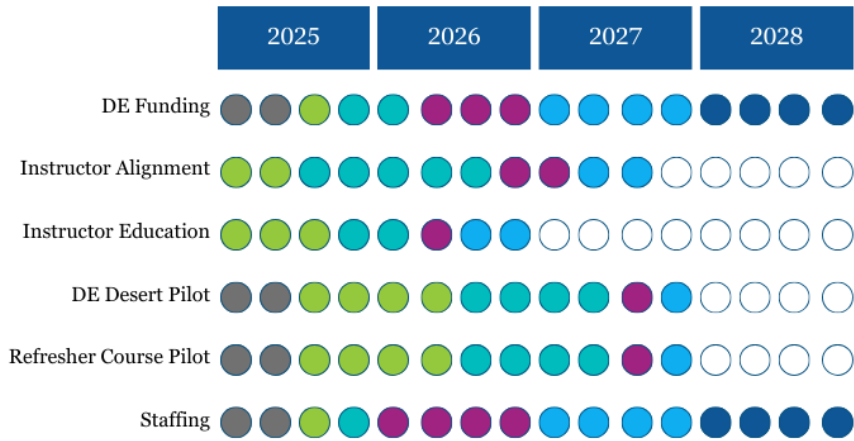 2025 2026 2027 2028
DE Funding
Instructor Alignment
Instructor Education
DE Desert Pilot
Refresher Course Pilot
Staffing